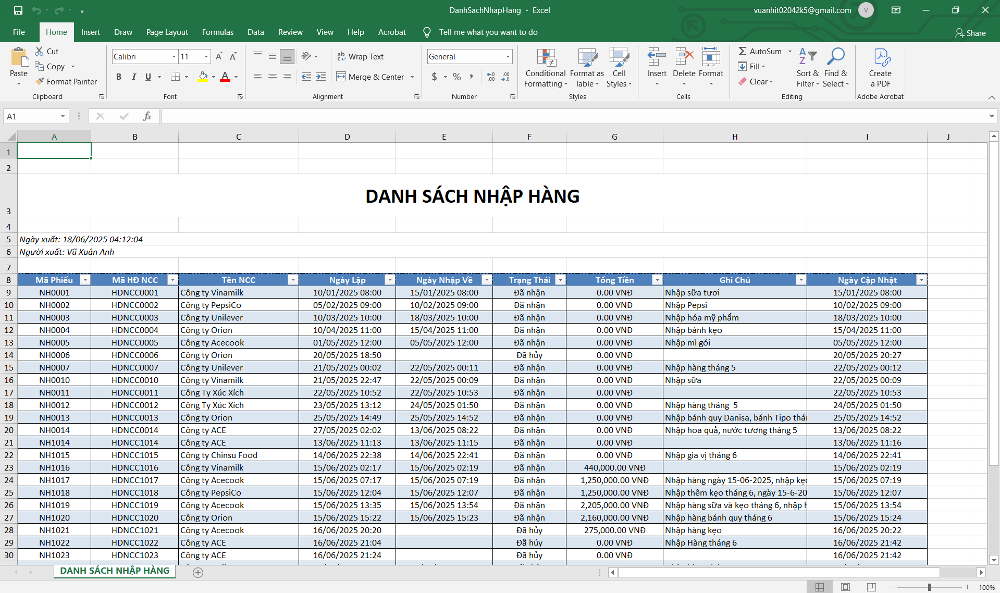 DanhSachNhapHang - Excel
vuanhit02042k5@gmail.com V
File Home Insert Draw Page Layout Formulas Data Review View Help Acrobat Tell me what you want to do Share
Paste Cut Copy Format Painter Clipboard
Calibri 11 B I U A Font
ab Wrap Text Merge & Center Alignment
General $ % , Number
Conditional Formatting Format as Table Cell Styles Styles
Insert Delete Format Cells
AutoSum Fill Clear Sort & Filter Find & Select Editing
Create a PDF Adobe Acrobat
A1 fx
A B C D E F G H I J
1
2
3 DANH SÁCH NHẬP HÀNG
4
5 Ngày xuất: 18/06/2025 04:12:04
6 Người xuất: Vũ Xuân Anh
7
8 Mã Phiếu Mã HĐ NCC Tên NCC Ngày Lập Ngày Nhập Về Trạng Thái Tổng Tiền Ghi Chú Ngày Cập Nhật
9 NH0001 HDNCC0001 Công ty Vinamilk 10/01/2025 08:00 15/01/2025 08:00 Đã nhận 0.00 VNĐ Nhập sữa tươi 15/01/2025 08:00
10 NH0002 HDNCC0002 Công ty PepsiCo 05/02/2025 09:00 10/02/2025 09:00 Đã nhận 0.00 VNĐ Nhập Pepsi 10/02/2025 09:00
11 NH0003 HDNCC0003 Công ty Unilever 10/03/2025 10:00 18/03/2025 10:00 Đã nhận 0.00 VNĐ Nhập hóa mỹ phẩm 18/03/2025 10:00
12 NH0004 HDNCC0004 Công ty Orion 10/04/2025 11:00 15/04/2025 11:00 Đã nhận 0.00 VNĐ Nhập bánh kẹo 15/04/2025 11:00
13 NH0005 HDNCC0005 Công ty Acecook 01/05/2025 12:00 05/05/2025 12:00 Đã nhận 0.00 VNĐ Nhập mì gói 05/05/2025 12:00
14 NH0006 HDNCC0006 Công ty Orion 20/05/2025 18:50 Đã hủy 0.00 VNĐ 20/05/2025 20:27
15 NH0007 HDNCC0007 Công ty Unilever 21/05/2025 00:02 22/05/2025 00:11 Đã nhận 0.00 VNĐ Nhập hàng tháng 5 22/05/2025 00:12
16 NH0010 HDNCC0010 Công ty Vinamilk 21/05/2025 22:47 22/05/2025 00:09 Đã nhận 0.00 VNĐ Nhập sữa 22/05/2025 00:09
17 NH0011 HDNCC0011 Công Ty Xúc Xích 22/05/2025 10:52 22/05/2025 10:53 Đã nhận 0.00 VNĐ 22/05/2025 10:53
18 NH0012 HDNCC0012 Công Ty Xúc Xích 23/05/2025 13:12 24/05/2025 01:50 Đã nhận 0.00 VNĐ Nhập hàng tháng  5 24/05/2025 01:50
19 NH0013 HDNCC0013 Công ty Orion 25/05/2025 14:49 25/05/2025 14:52 Đã nhận 0.00 VNĐ Nhập bánh quy Danisa, bánh Tipo 25/05/2025 14:52
20 NH0014 HDNCC0014 Công ty ACE 27/05/2025 02:02 13/06/2025 08:22 Đã nhận 0.00 VNĐ Nhập hoa quả, nước tương tháng 5 13/06/2025 08:22
21 NH1014 HDNCC1014 Công ty ACE 13/06/2025 11:13 13/06/2025 11:15 Đã nhận 0.00 VNĐ 13/06/2025 11:16
22 NH1015 HDNCC1015 Công ty Chinsu Food 14/06/2025 22:38 14/06/2025 22:41 Đã nhận 0.00 VNĐ Nhập gia vị tháng 6 14/06/2025 22:41
23 NH1016 HDNCC1016 Công ty Vinamilk 15/06/2025 02:17 15/06/2025 02:19 Đã nhận 440,000.00 VNĐ 15/06/2025 02:19
24 NH1017 HDNCC1017 Công ty Acecook 15/06/2025 07:17 15/06/2025 07:19 Đã nhận 1,250,000.00 VNĐ Nhập hàng ngày 15-06-2025, nhập kẹo 15/06/2025 07:19
25 NH1018 HDNCC1018 Công ty PepsiCo 15/06/2025 12:04 15/06/2025 12:07 Đã nhận 1,250,000.00 VNĐ Nhập thêm kẹo tháng 6, ngày 15-6-20 15/06/2025 12:07
26 NH1019 HDNCC1019 Công ty Acecook 15/06/2025 13:35 15/06/2025 13:54 Đã nhận 2,205,000.00 VNĐ Nhập hàng sữa và kẹo tháng 6, nhập 15/06/2025 13:54
27 NH1020 HDNCC1020 Công ty Orion 15/06/2025 15:22 15/06/2025 15:23 Đã nhận 2,160,000.00 VNĐ Nhập hàng bánh quy tháng 6 15/06/2025 15:24
28 NH1021 HDNCC1021 Công ty Acecook 16/06/2025 20:20 Đã hủy 275,000.00 VNĐ Nhập hàng kẹo 16/06/2025 20:22
29 NH1022 HDNCC1022 Công ty ACE 16/06/2025 21:04 Đã hủy 0.00 VNĐ Nhập Hàng tháng 6 16/06/2025 21:42
30 NH1023 HDNCC1023 Công ty ACE 16/06/2025 21:24 Đã hủy 0.00 VNĐ 16/06/2025 21:42
DANH SÁCH NHẬP HÀNG
100%